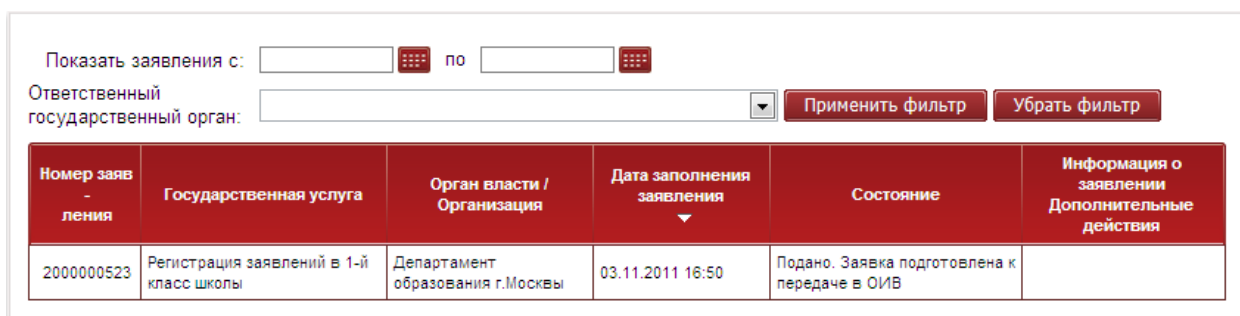 Показать заявления с: по
Ответственный
государственный орган: Применить фильтр Убрать фильтр
Номер заяв
-
ления
Государственная услуга
Орган власти /
Организация
Дата заполнения
заявления
Состояние
Информация о
заявлении
Дополнительные
действия
2000000523
Регистрация заявлений в 1-й
класс школы
Департамент
образования г.Москвы
03.11.2011 16:50
Подано. Заявка подготовлена к
передаче в ОИВ